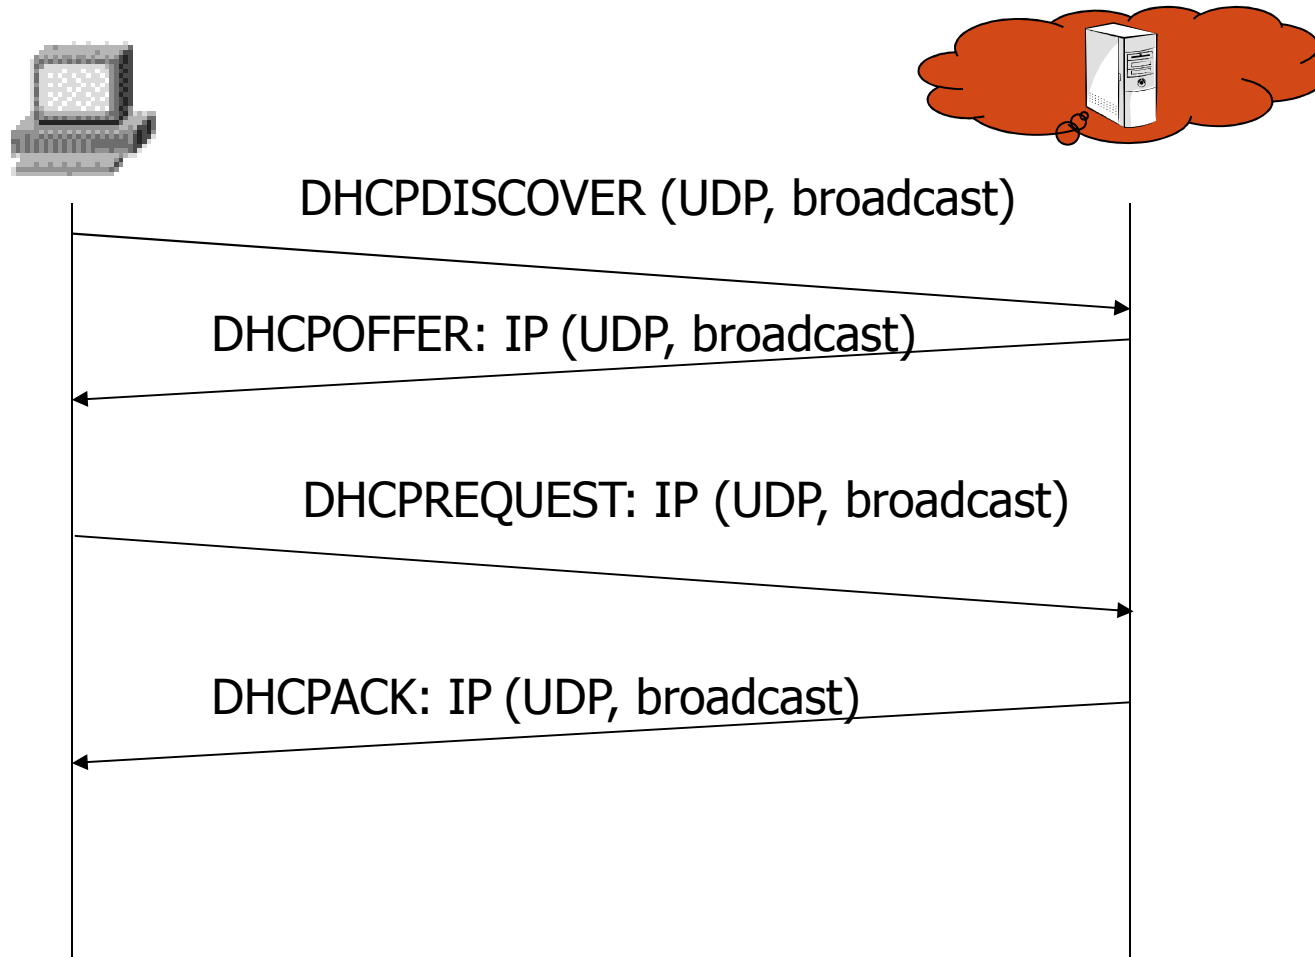 DHCPDISCOVER (UDP, broadcast)
DHCPOFFER: IP (UDP, broadcast)
DHCPREQUEST: IP (UDP, broadcast)
DHCPACK: IP (UDP, broadcast)